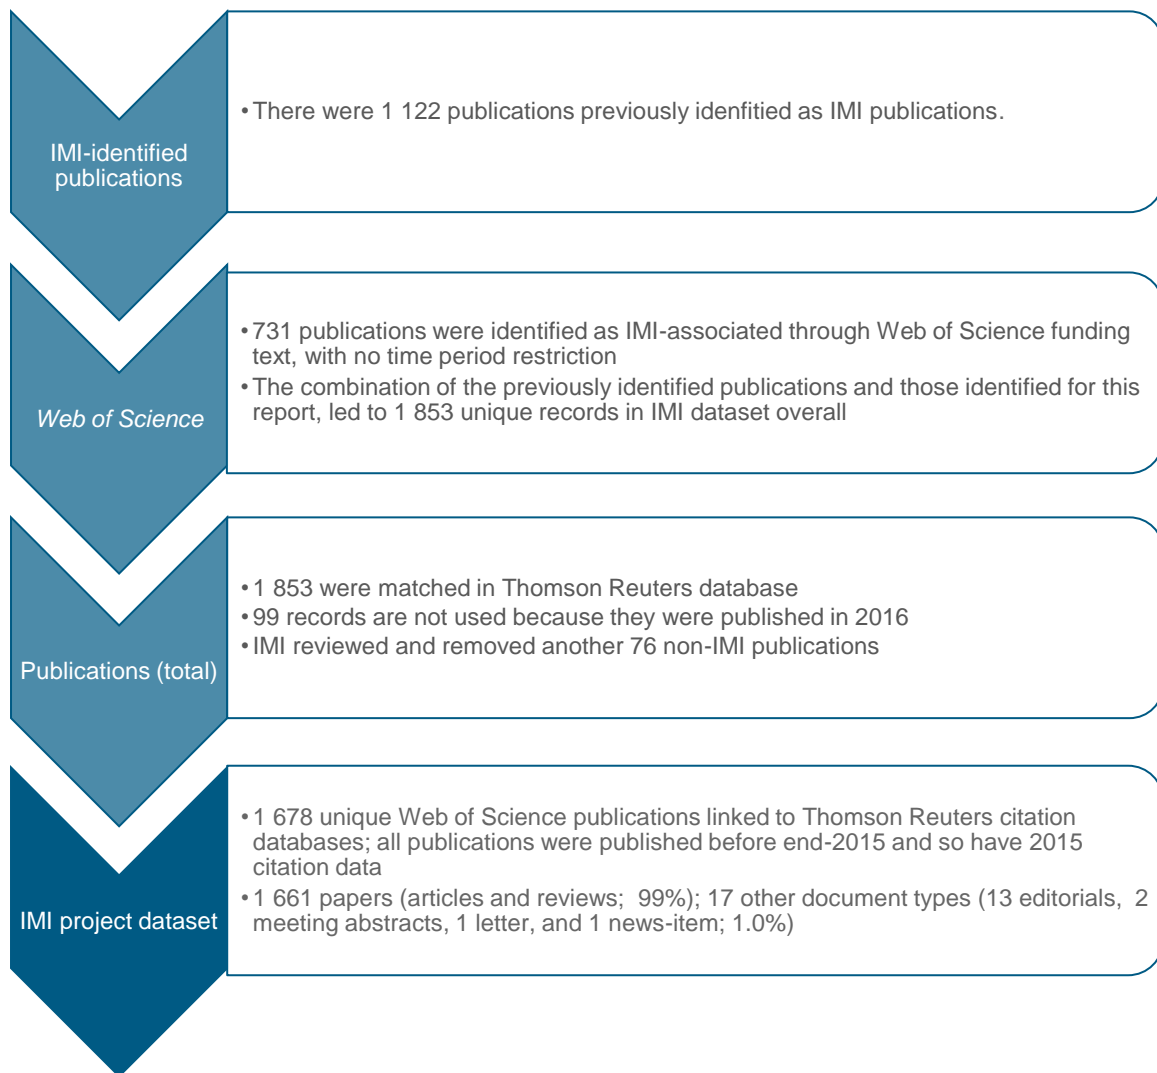 IMI-identified
publications
• There were 1 122 publications previously idenfitied as IMI publications.
Web of Science
• 731 publications were identified as IMI-associated through Web of Science funding
text, with no time period restriction
• The combination of the previously identified publications and those identified for this
report, led to 1 853 unique records in IMI dataset overall
Publications (total)
• 1 853 were matched in Thomson Reuters database
• 99 records are not used because they were published in 2016
• IMI reviewed and removed another 76 non-IMI publications
IMI project dataset
• 1 678 unique Web of Science publications linked to Thomson Reuters citation
databases; all publications were published before end-2015 and so have 2015
citation data
• 1 661 papers (articles and reviews; 99%); 17 other document types (13 editorials, 2
meeting abstracts, 1 letter, and 1 news-item; 1.0%)